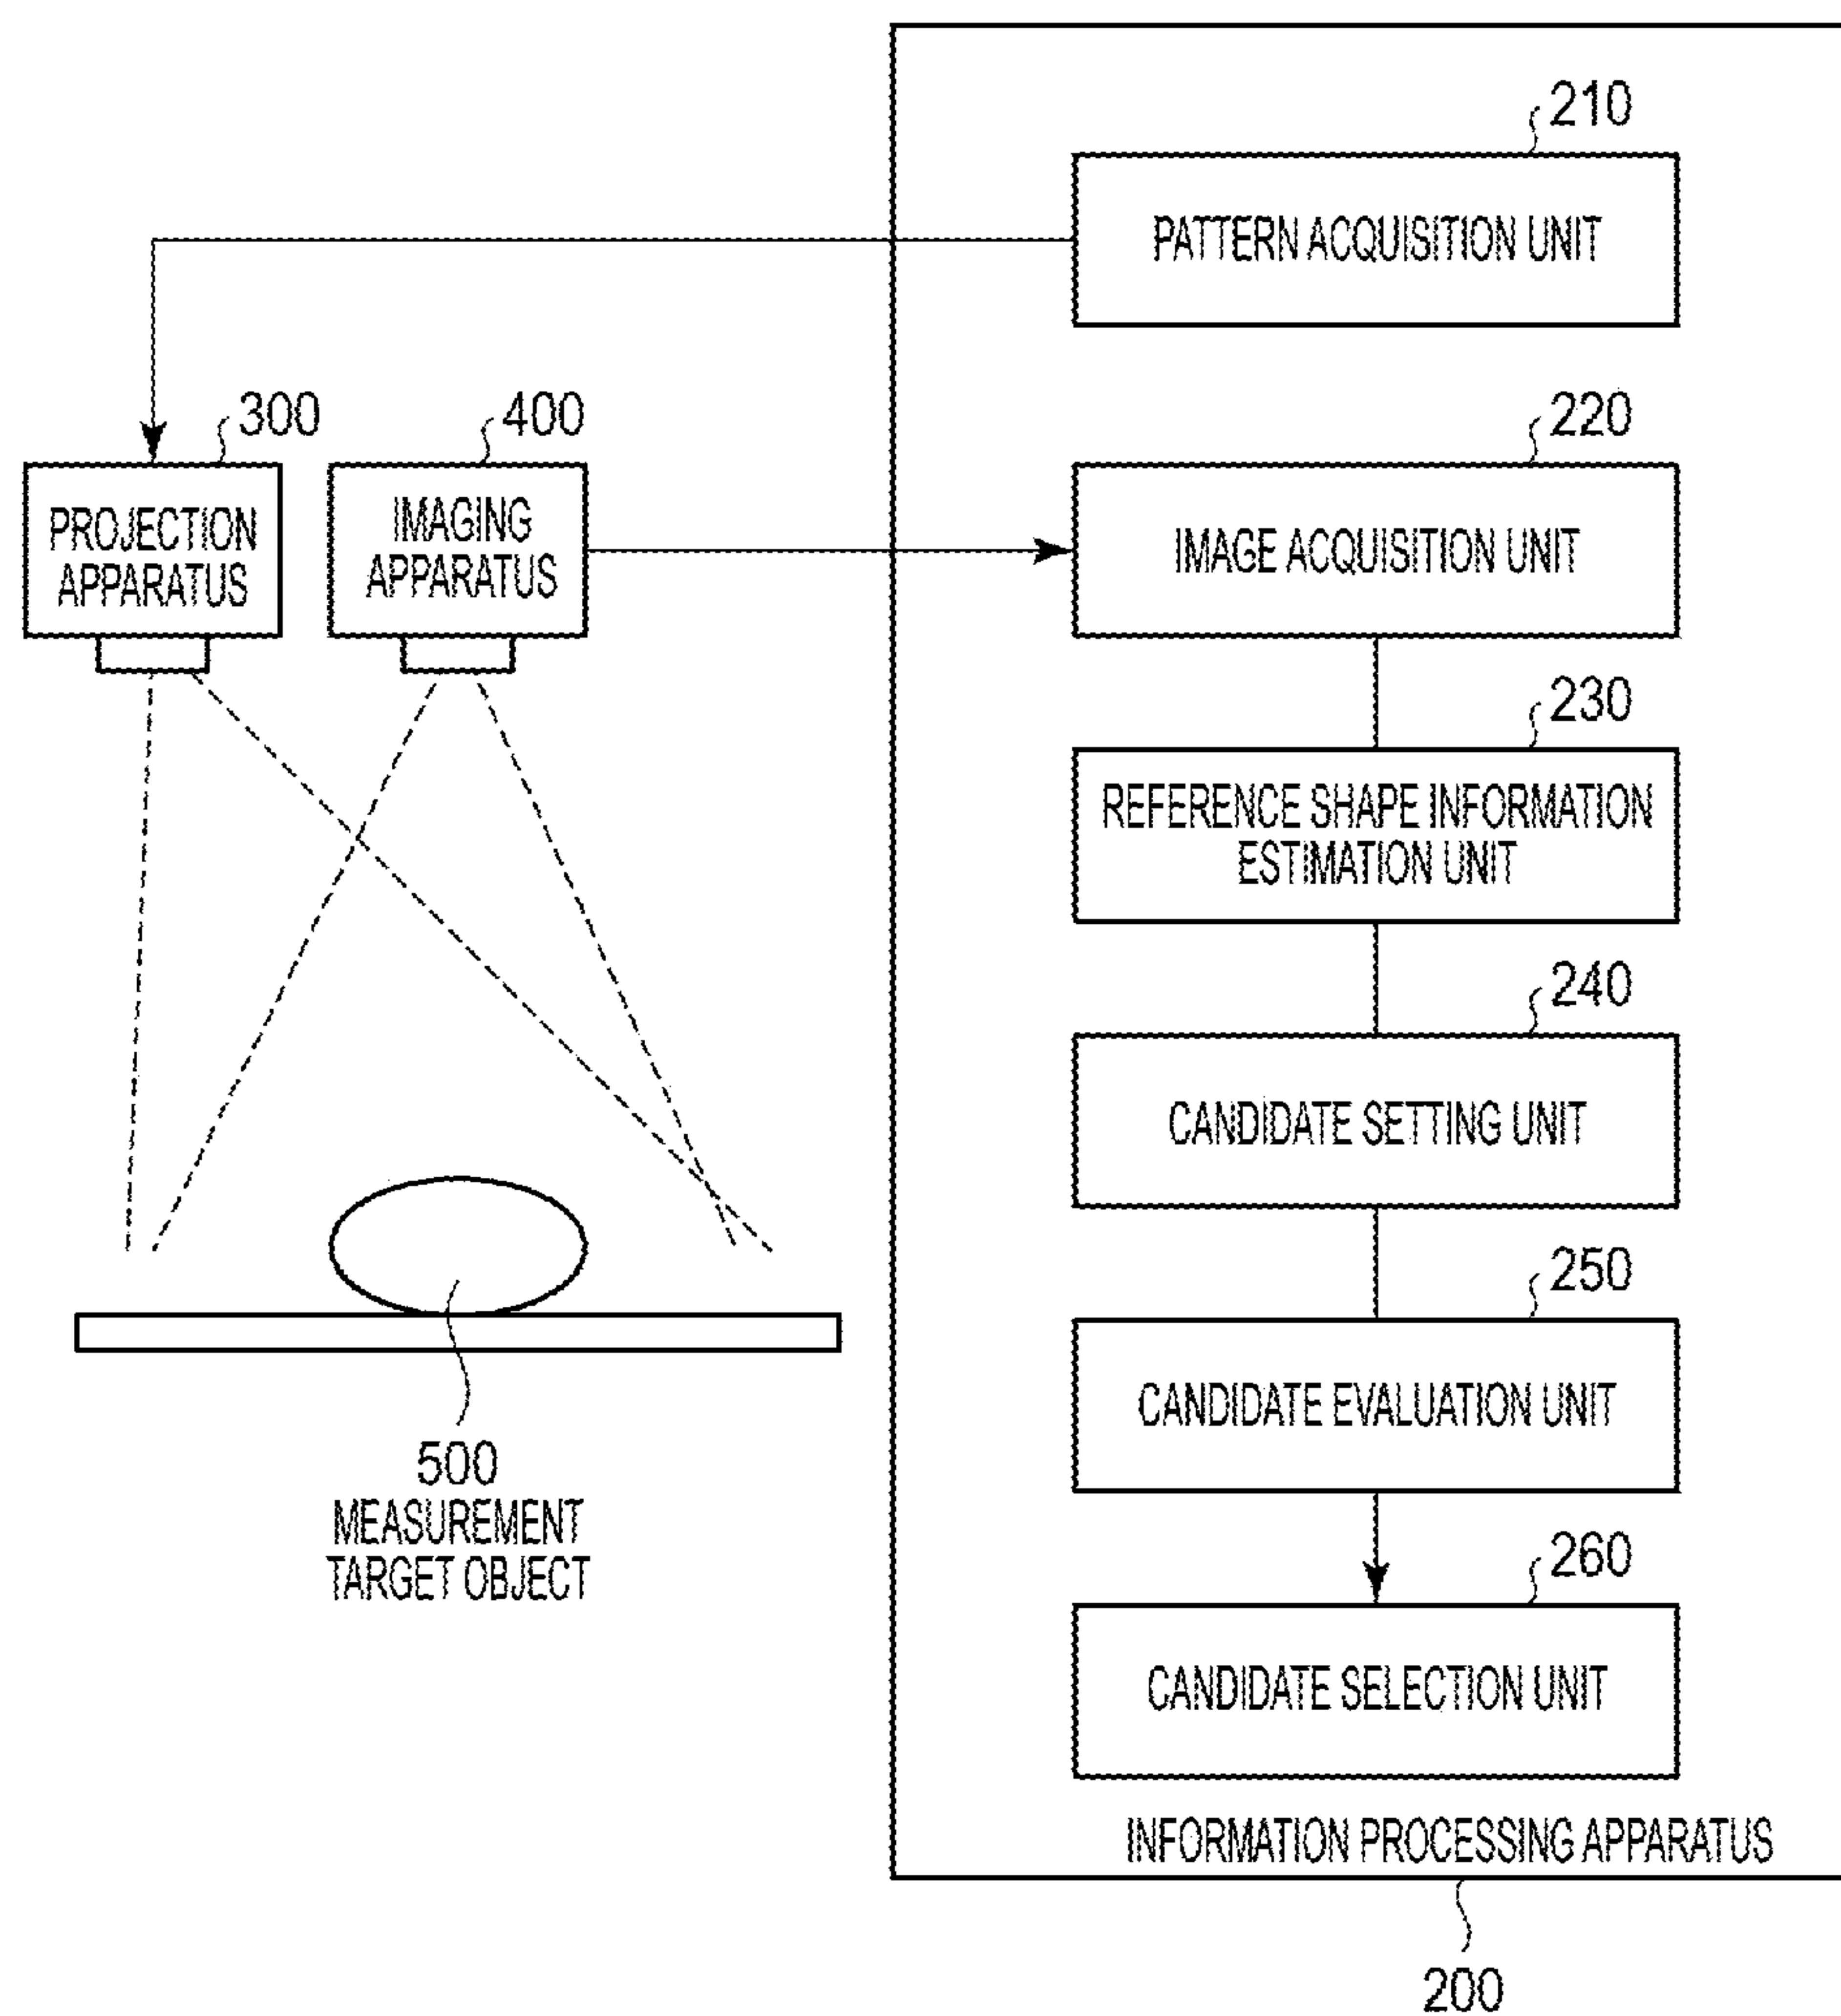 210
PATTERN ACQUISITION UNIT
300
400
220
PROJECTION
APPARATUS
IMAGING
APPARATUS
IMAGE ACQUISITION UNIT
230
REFERENCE SHAPE INFORMATION
ESTIMATION UNIT
240
CANDIDATE SETTING UNIT
250
CANDIDATE EVALUATION UNIT
500
MEASUREMENT
TARGET OBJECT
260
CANDIDATE SELECTION UNIT
INFORMATION PROCESSING APPARATUS
200